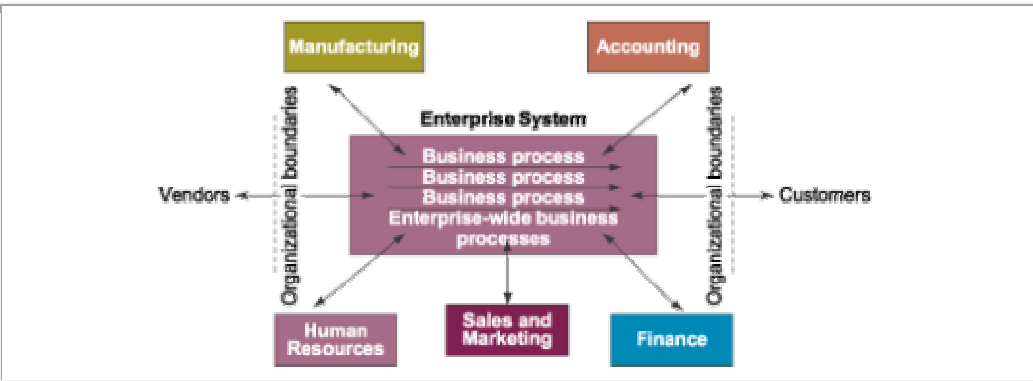 Manufacturing
Accounting
Organizational boundaries
Organizational boundaries
Enterprise System
Business process
Business process
Business process
Enterprise-wide business
processes
Vendors
Customers
Human
Resources
Sales and
Marketing
Finance